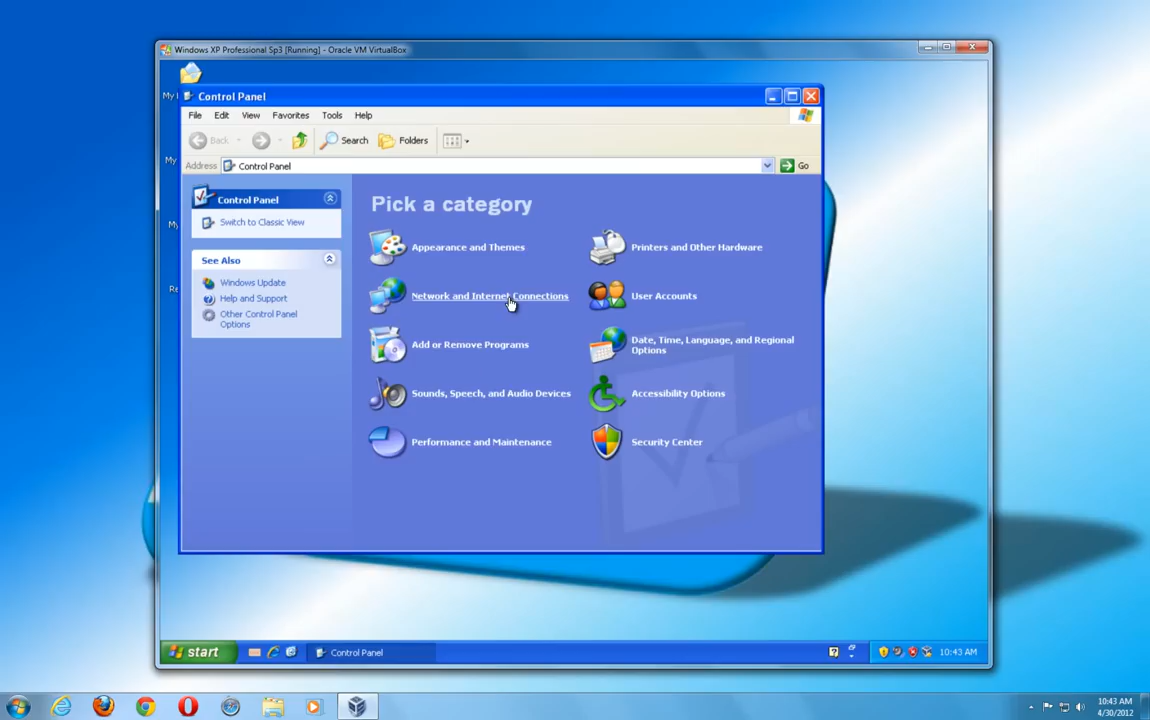 Windows XP Professional Sp3 [Running] - Oracle VM VirtualBox
Control Panel
File Edit View Favorites Tools Help
Back Search Folders
Address Control Panel Go
Control Panel
Switch to Classic View
See Also
Windows Update
Help and Support
Other Control Panel
Options
Pick a category
Appearance and Themes
Printers and Other Hardware
Network and Internet Connections
User Accounts
Add or Remove Programs
Date, Time, Language, and Regional
Options
Sounds, Speech, and Audio Devices
Accessibility Options
Performance and Maintenance
Security Center
My
My
My
Re
start Control Panel 10:43 AM
10:43 AM
4/30/2012